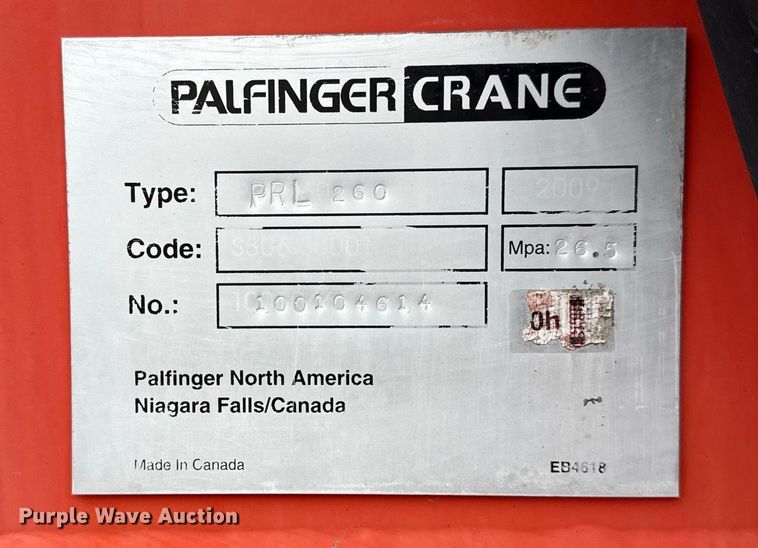 PALFINGER CRANE
Type: PRL 260 2009
Code: Mpa: 26.5
No.: 100104614
0h
Palfinger North America
Niagara Falls/Canada
Made In Canada EB4618
Purple Wave Auction